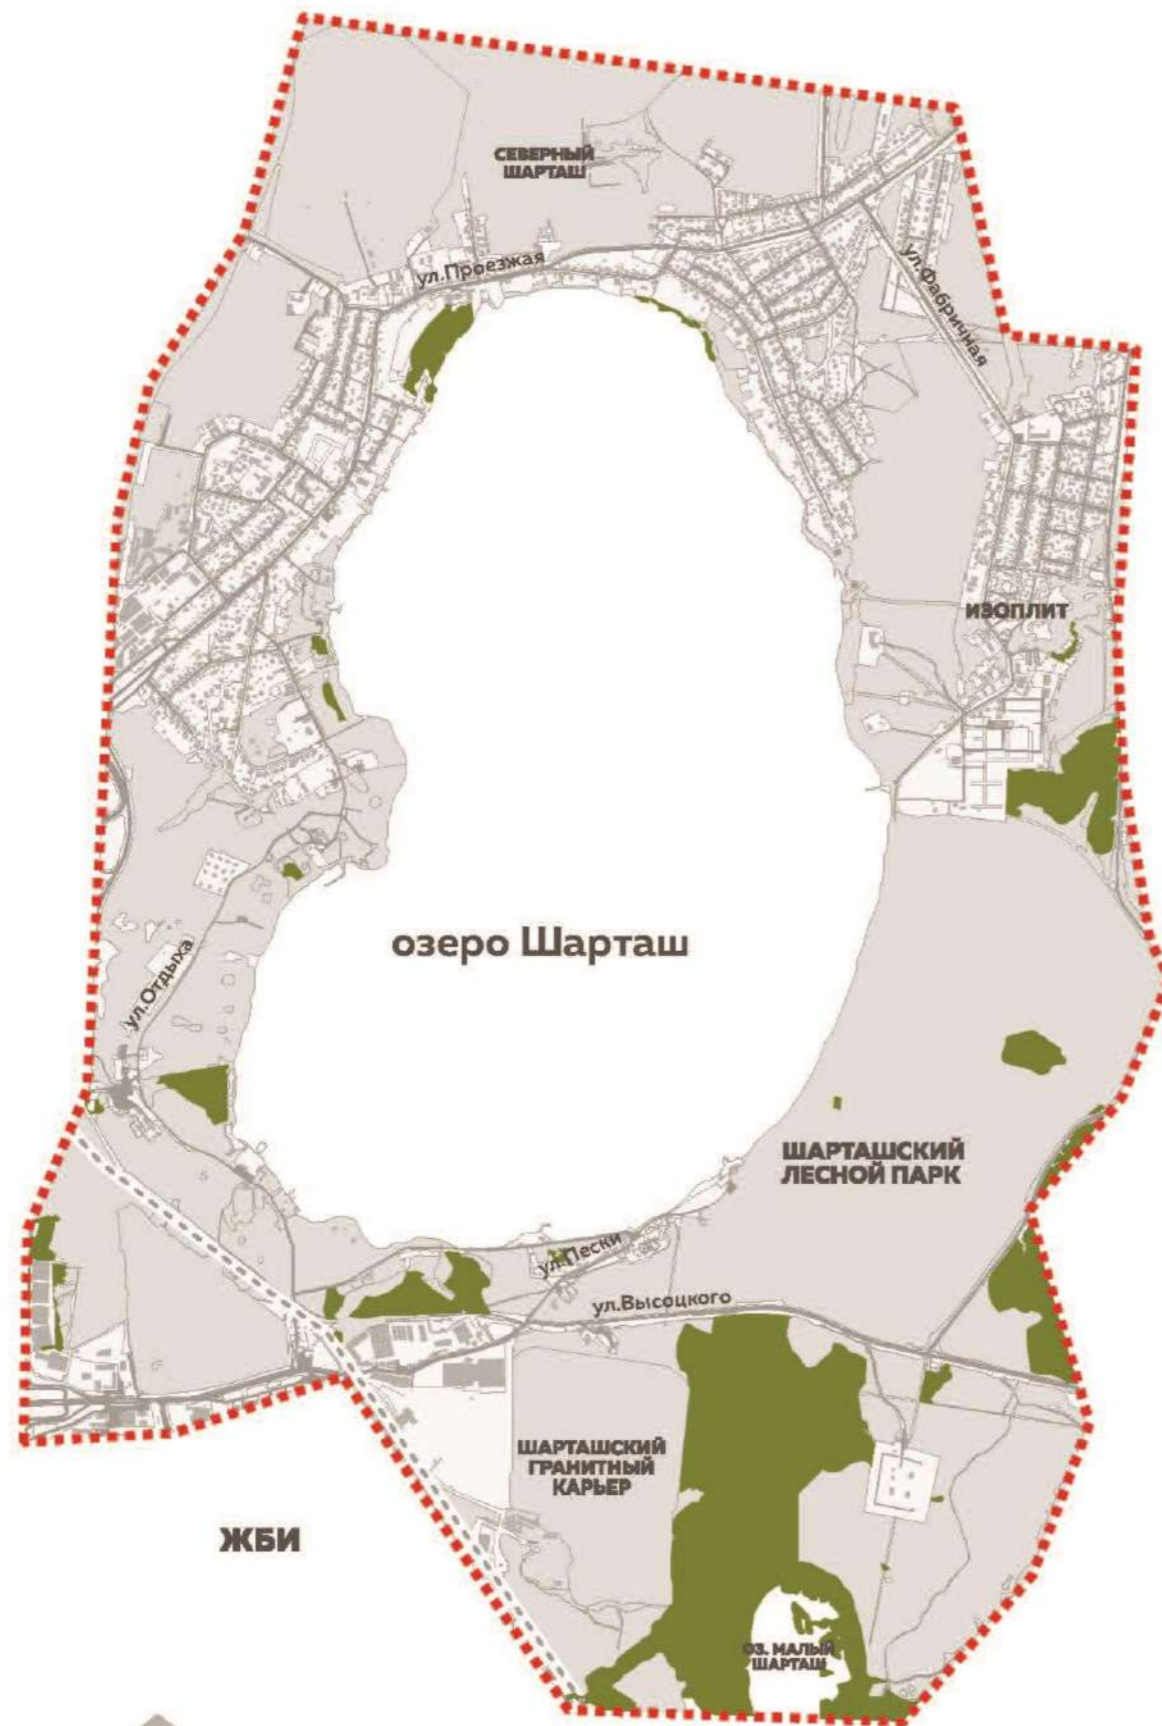 СЕВЕРНЫЙ
ШАРТАШ
ул.Проезжая
ул.Фабричная
ИЗОПЛИТ
озеро Шарташ
ул.Отдыха
ШАРТАШСКИЙ
ЛЕСНОЙ ПАРК
ул.Пески
ул.Высоцкого
ШАРТАШСКИЙ
ГРАНИТНЫЙ
КАРЬЕР
ЖБИ
ОЗ. МАЛЫЙ
ШАРТАШ